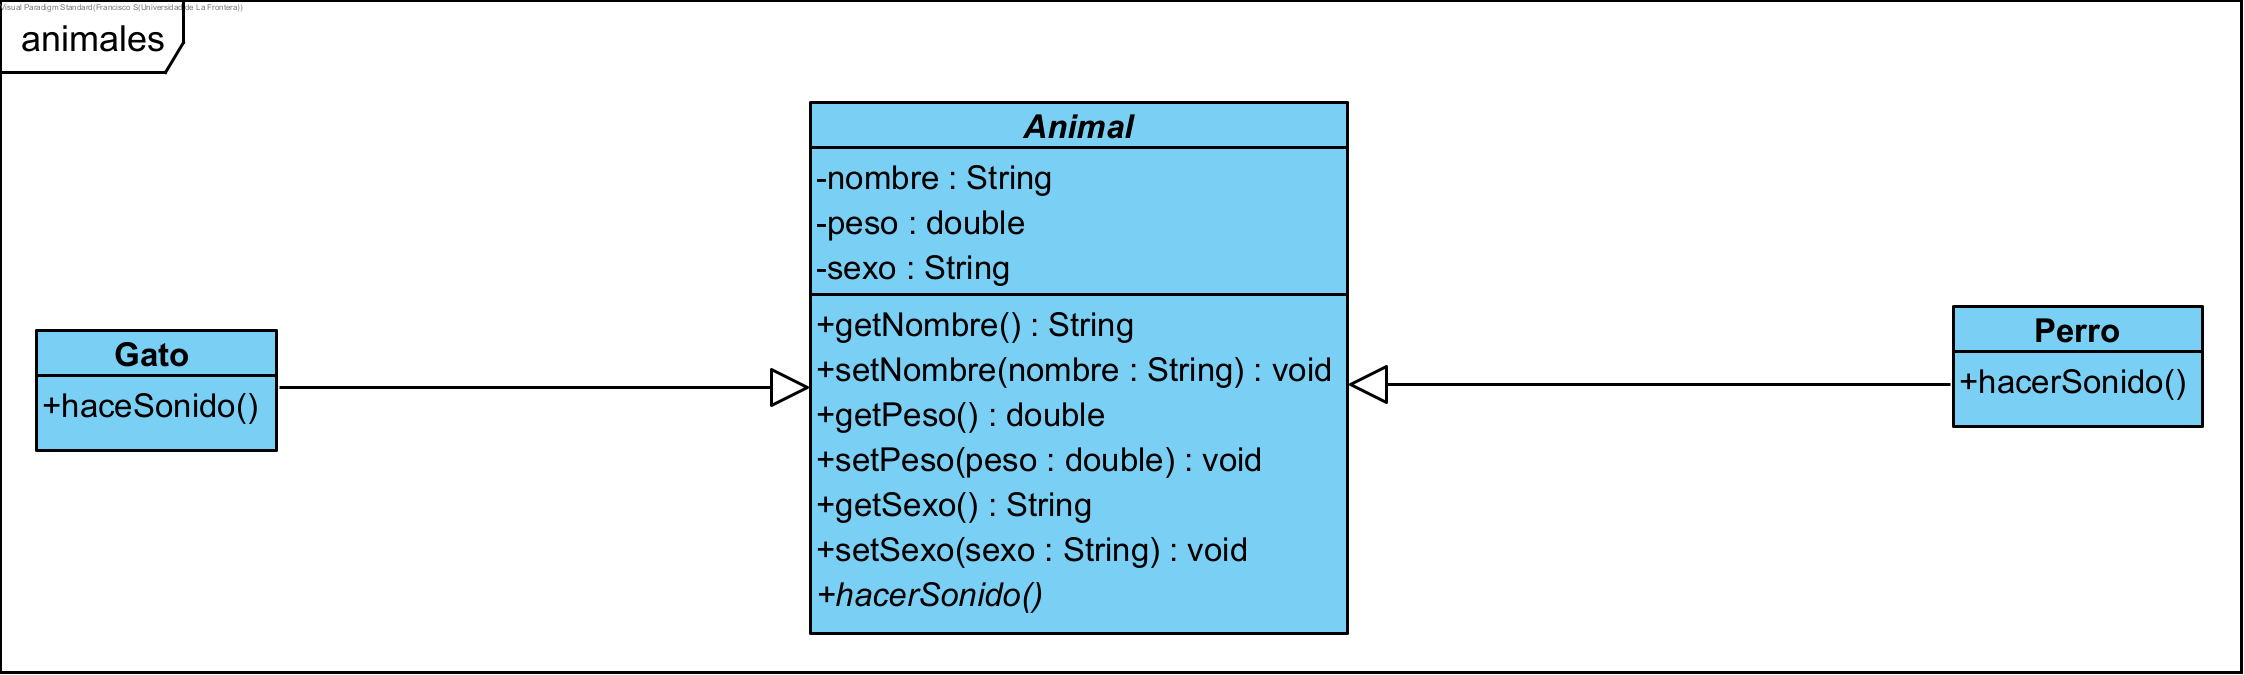 Visual Paradigm Standard(Francisco S(Universidad de La Frontera))
animales
Animal
-nombre : String
-peso : double
-sexo : String
+getNombre() : String
+setNombre(nombre : String) : void
+getPeso() : double
+setPeso(peso : double) : void
+getSexo() : String
+setSexo(sexo : String) : void
+hacerSonido()
Gato
+haceSonido()
Perro
+hacerSonido()